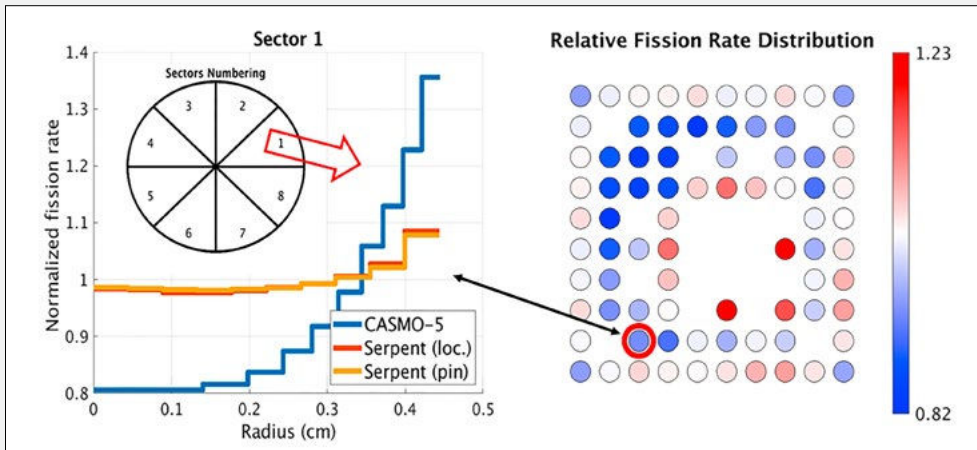 Sector 1
Relative Fission Rate Distribution
Sectors Numbering
3 2
4 1
5 8
6 7
Normalized fission rate
1.4
1.3
1.2
1.1
1
0.9
0.8
CASMO-5
Serpent (loc.)
Serpent (pin)
0 0.1 0.2 0.3 0.4 0.5
Radius (cm)
1.23
0.82